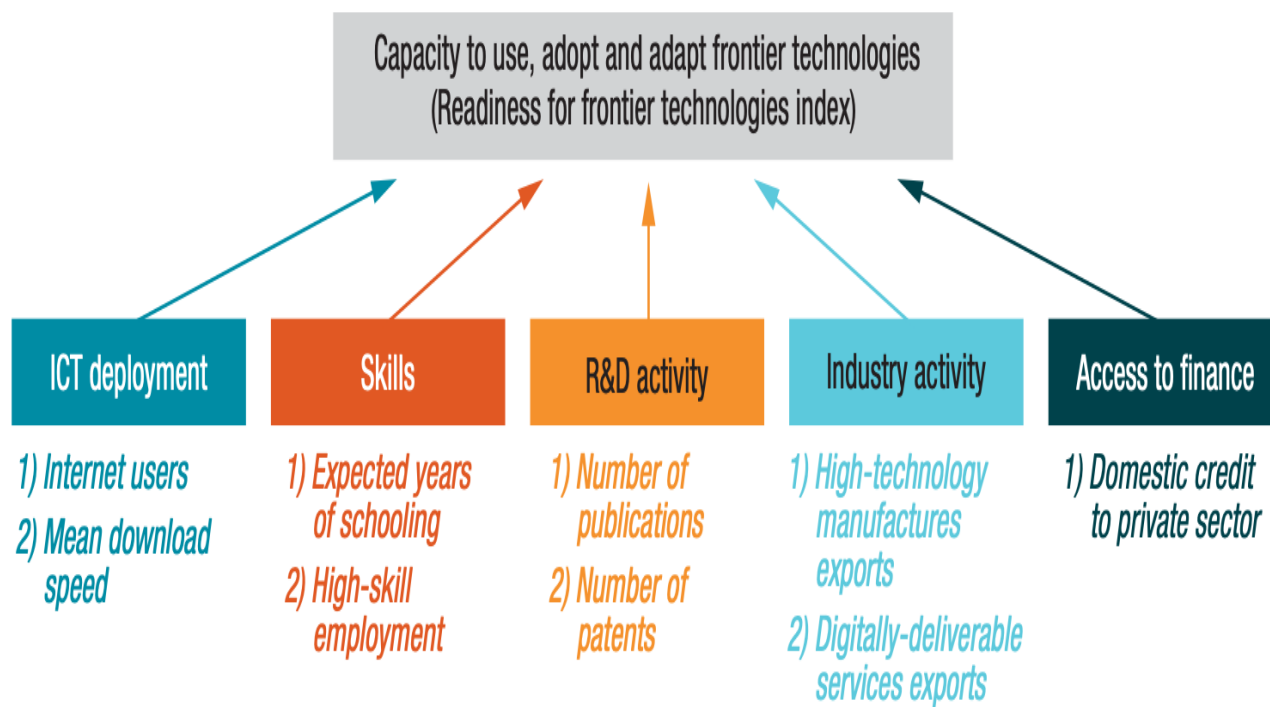 Capacity to use, adopt and adapt frontier technologies
(Readiness for frontier technologies index)
ICT deployment
1) Internet users
2) Mean download
speed
Skills
1) Expected years
of schooling
2) High-skill
employment
R&D activity
1) Number of
publications
2) Number of
patents
Industry activity
1) High-technology
manufactures
exports
2) Digitally-deliverable
services exports
Access to finance
1) Domestic credit
to private sector